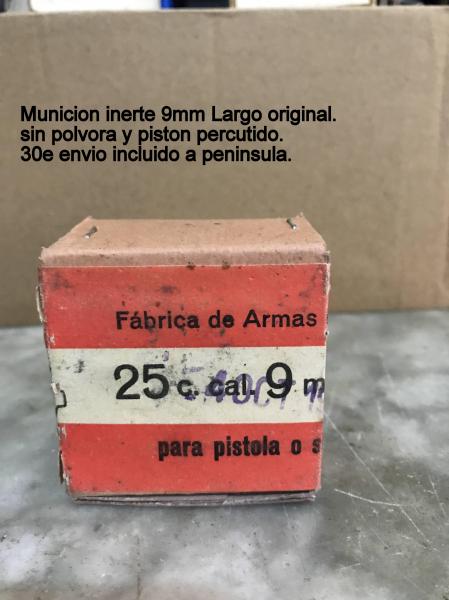 Municion inerte 9mm Largo original.
sin polvora y piston percutido.
30e envio incluido a peninsula.
Fábrica de Armas
25 c. cal. 9 m
para pistola o s